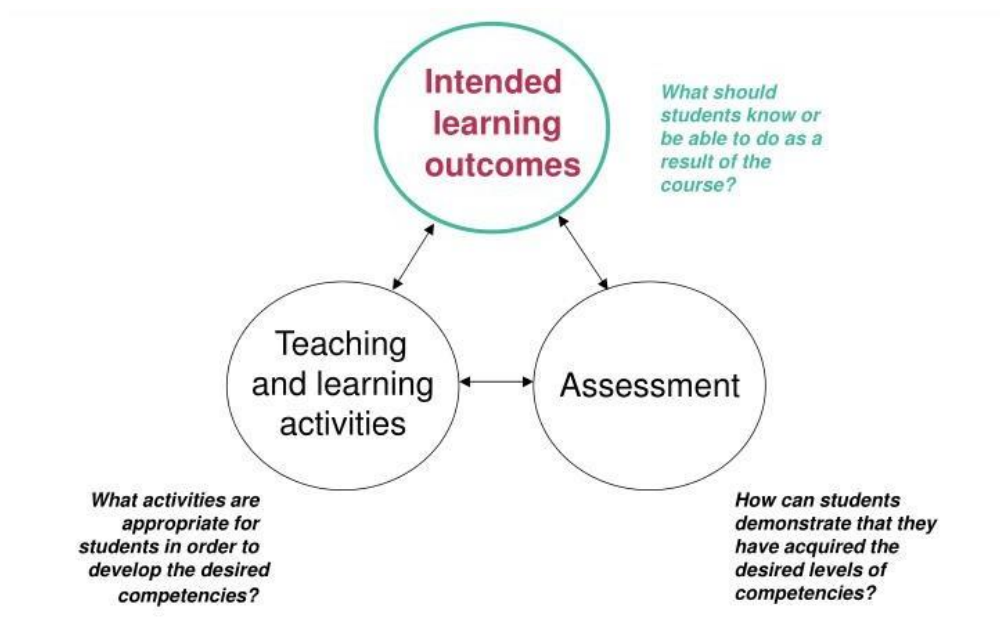 Intended
learning
outcomes
What should
students know or
be able to do as a
result of the
course?
Teaching
and learning
activities
Assessment
What activities are
appropriate for
students in order to
develop the desired
competencies?
How can students
demonstrate that they
have acquired the
desired levels of
competencies?